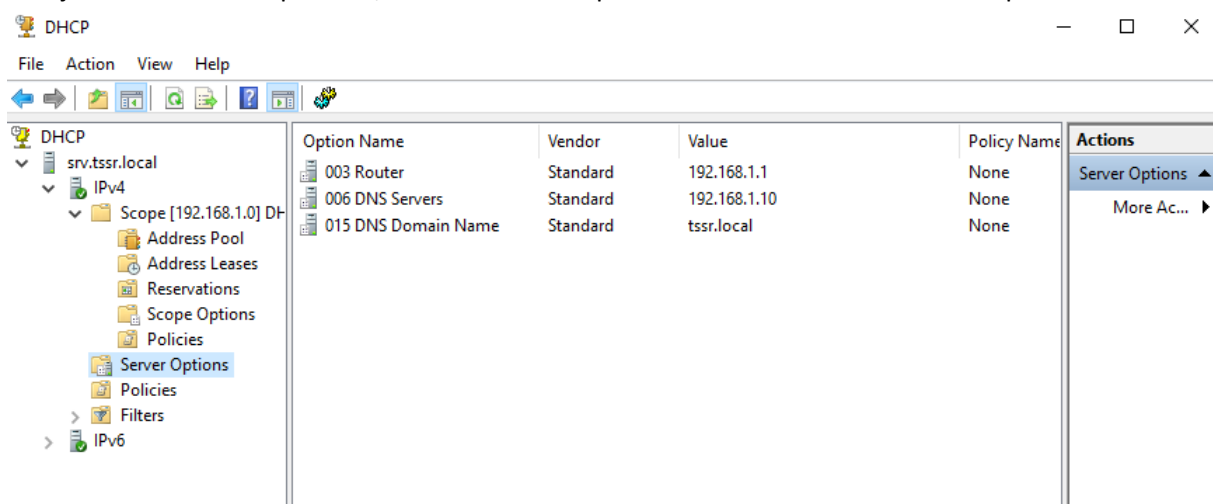 DHCP
File Action View Help
DHCP
srv.tssr.local
IPv4
Scope [192.168.1.0] DH
Address Pool
Address Leases
Reservations
Scope Options
Policies
Server Options
Policies
Filters
IPv6
Option Name Vendor Value Policy Name
003 Router Standard 192.168.1.1 None
006 DNS Servers Standard 192.168.1.10 None
015 DNS Domain Name Standard tssr.local None
Actions
Server Options
More Ac...